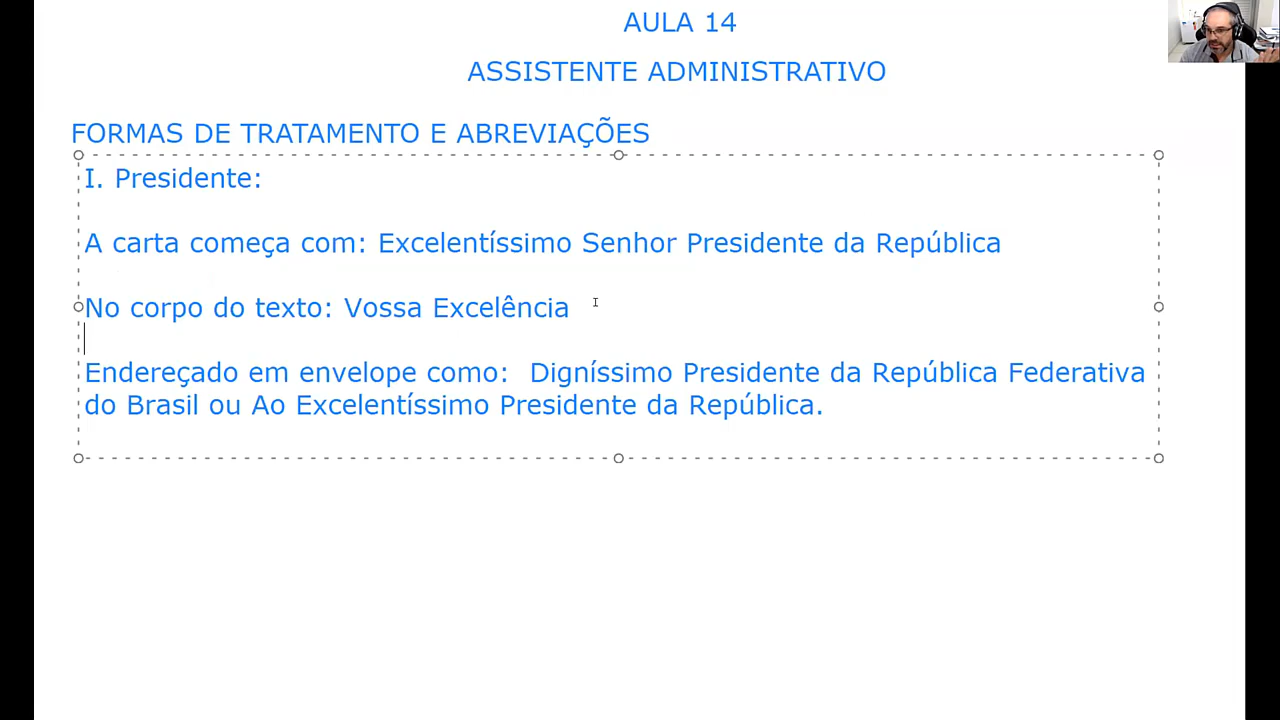 AULA 14
ASSISTENTE ADMINISTRATIVO
FORMAS DE TRATAMENTO E ABREVIAÇÕES
I. Presidente:
A carta começa com: Excelentíssimo Senhor Presidente da República
No corpo do texto: Vossa Excelência
Endereçado em envelope como:  Digníssimo Presidente da República Federativa
do Brasil ou Ao Excelentíssimo Presidente da República.